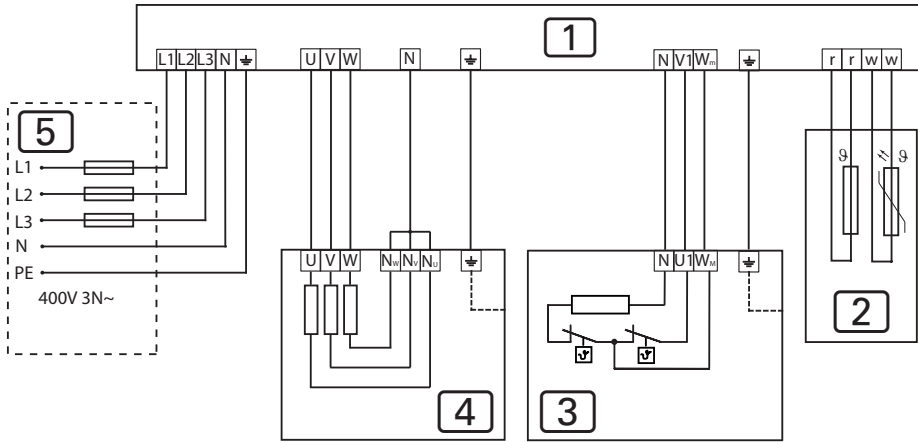 1
L1 L2 L3 N U V W N N V1 Wm r r w w
5
L1
L2
L3
N
PE
400V 3N~
U V W Nw Nv Nu
N U1 WM
ϑ ϑ
2
ϑ ϑ
4
3